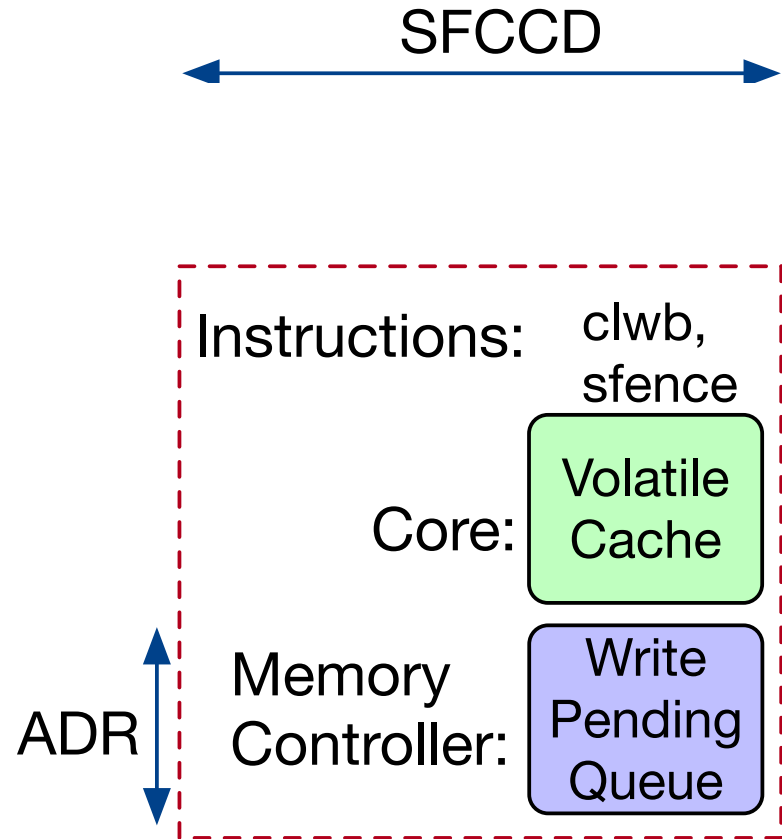 SFCCD
Instructions: clwb,
sfence
Volatile
Core: Cache
Write
Memory Pending
ADR Controller: Queue